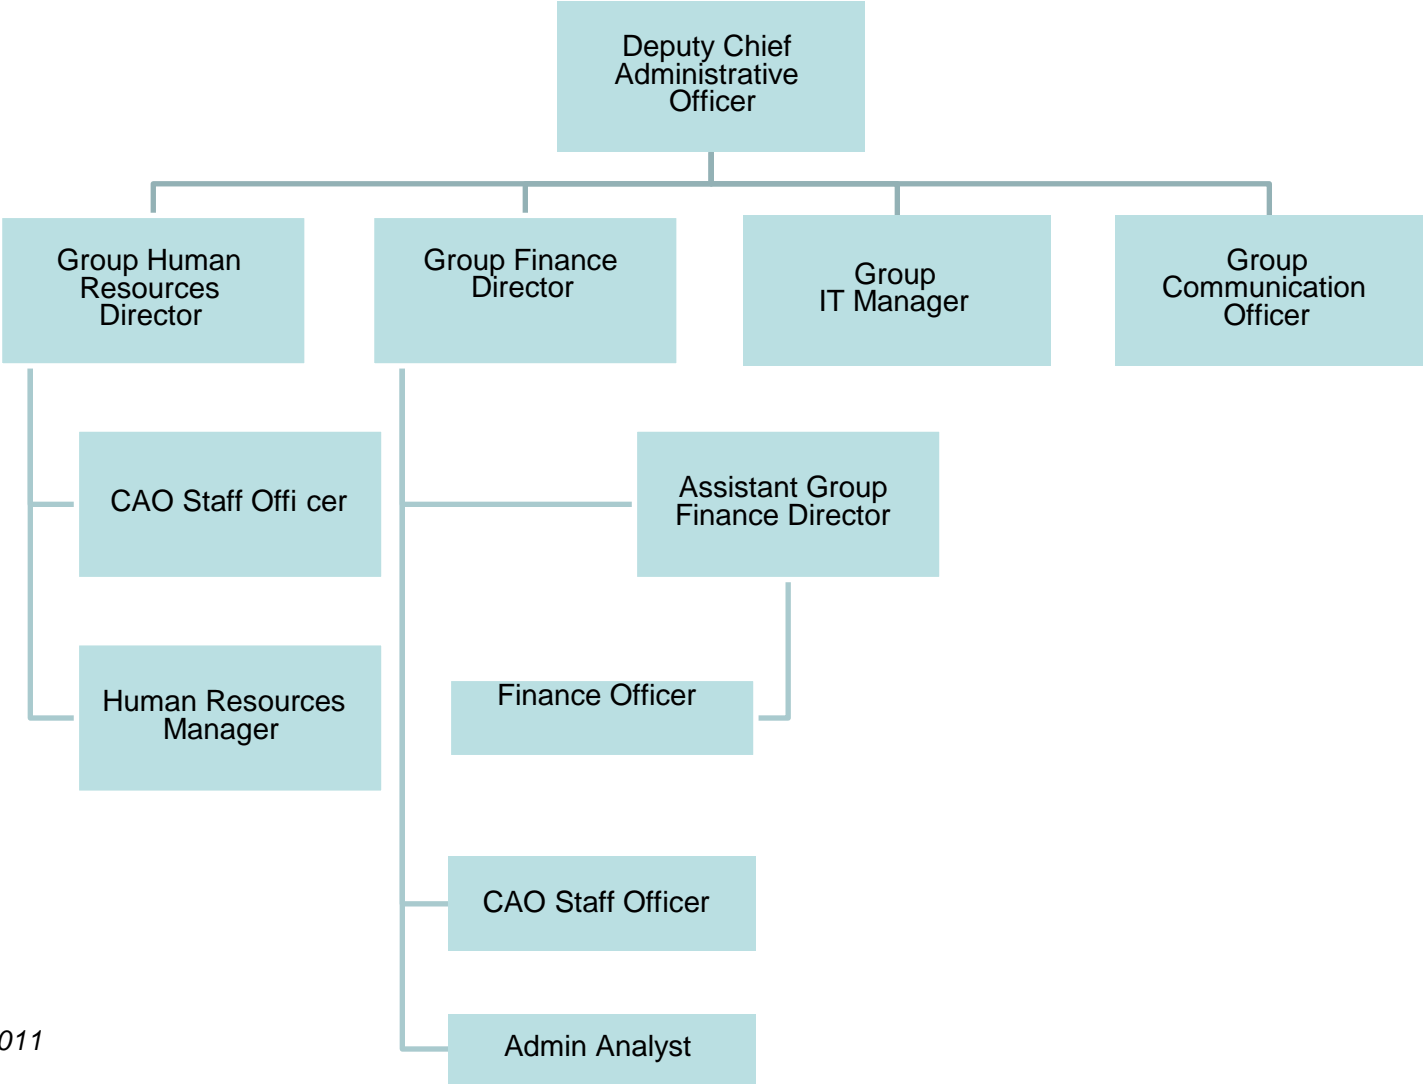 Deputy Chief
Administrative
Officer
Group Human
Resources
Director
Group Finance
Director
Group
IT Manager
Group
Communication
Officer
CAO Staff Offi cer
Assistant Group
Finance Director
Human Resources
Manager
Finance Officer
CAO Staff Officer
Admin Analyst
011